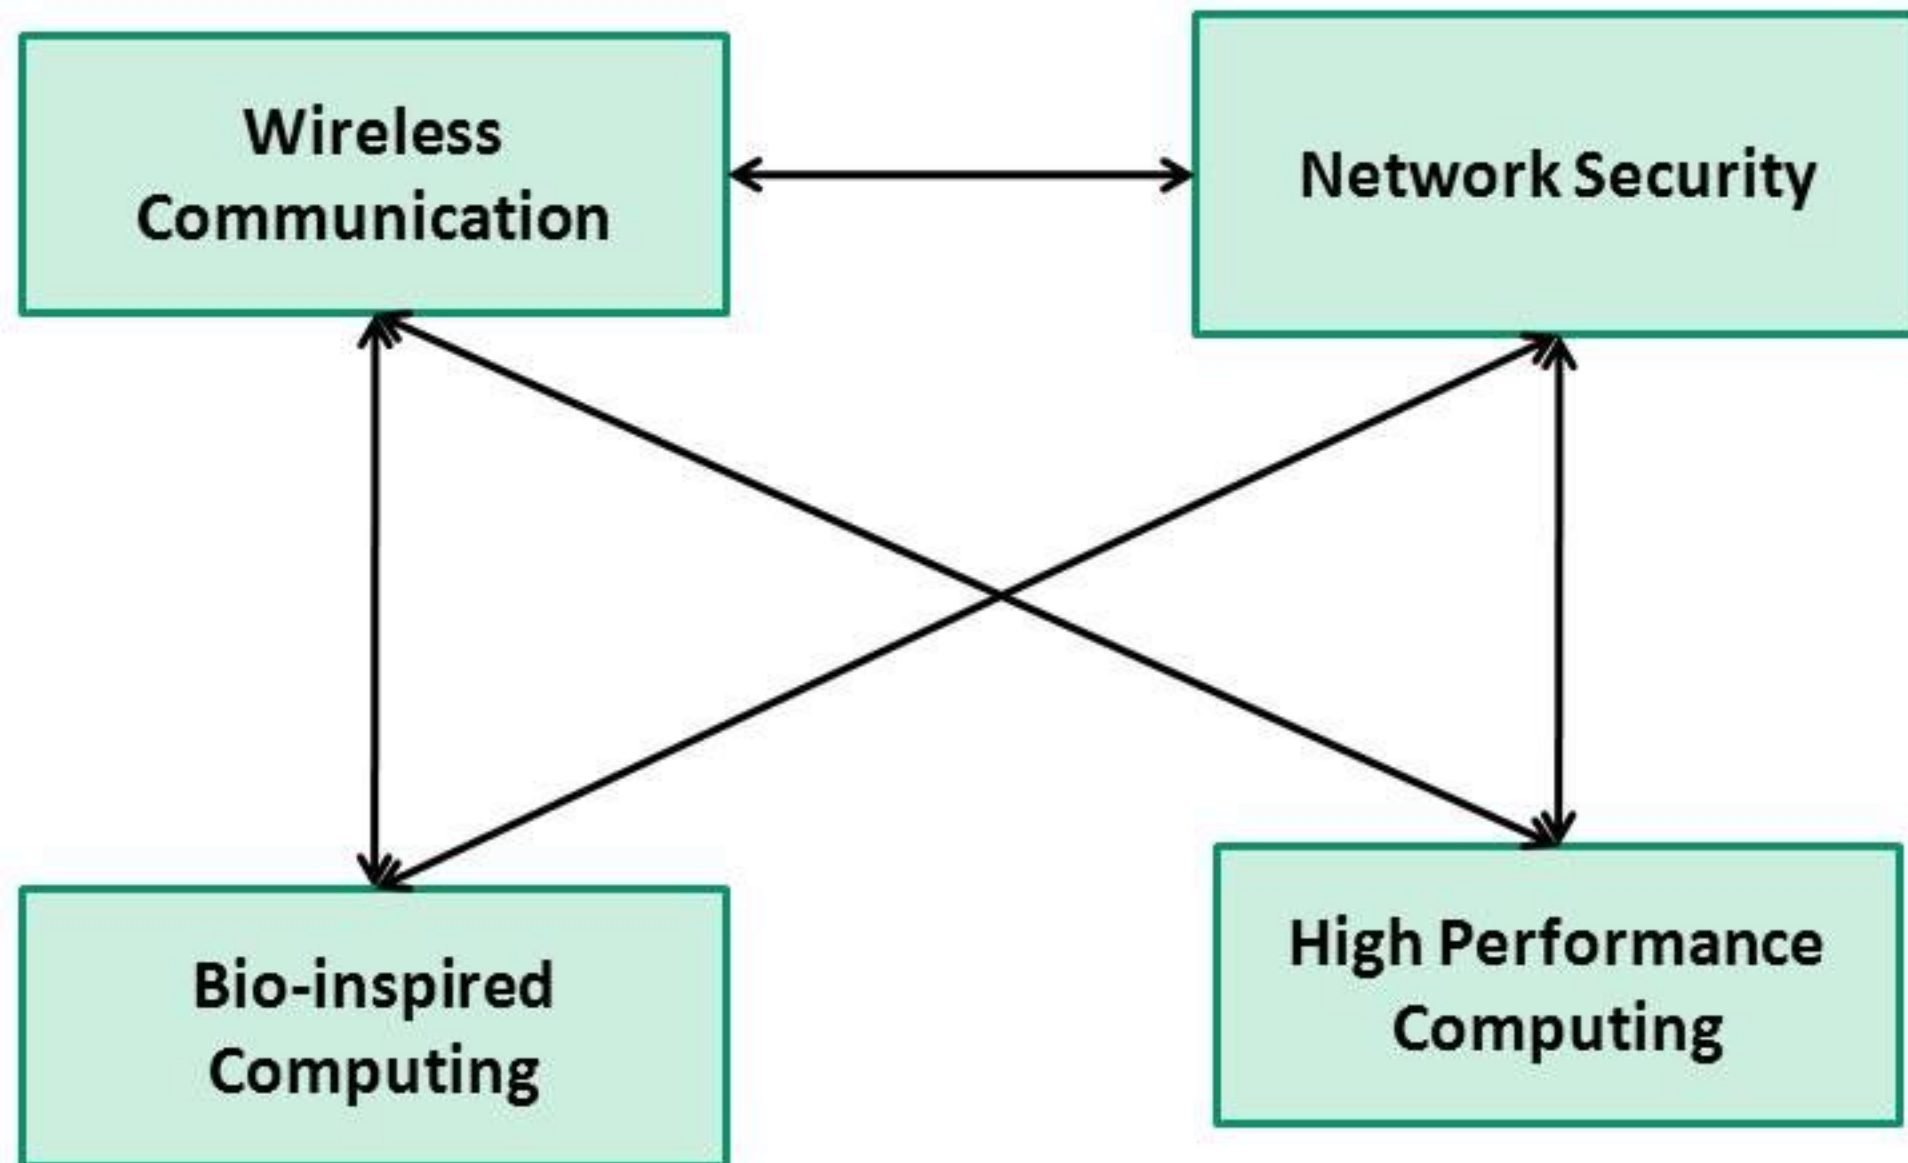 Wireless
Communication
Network Security
Bio-inspired
Computing
High Performance
Computing